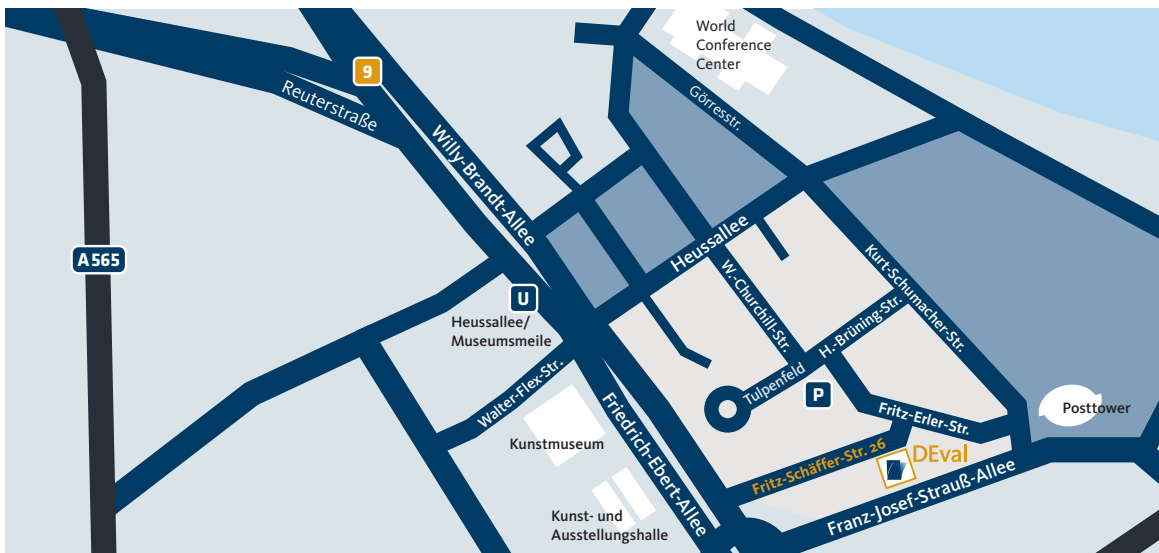 World
Conference
Center
9
Görresstr.
Reuterstraße
Willy-Brandt-Allee
A 565
Heussallee
U
Heussallee/
Museumsmeile
W.-Churchill-Str.
Kurt-Schumacher-Str.
H.-Brüning-Str.
Walter-Flex-Str.
Tulpenfeld
P
Posttower
Friedrich-Ebert-Allee
Kunstmuseum
Fritz-Erler-Str.
Fritz-Schäffer-Str. 26
DEval
Franz-Josef-Strauß-Allee
Kunst- und
Ausstellungshalle